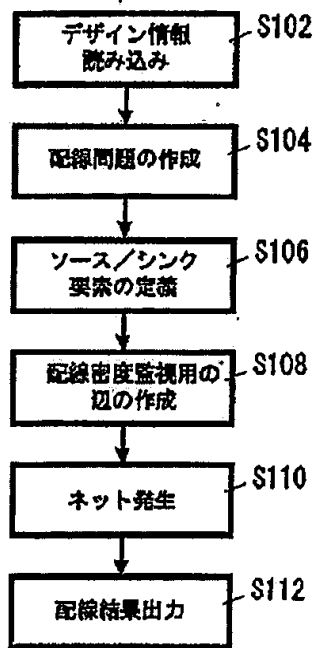 デザイン情報
読み込み
S102
配線問題の作成
S104
ソース/シンク
要素の定義
S106
配線密度監視用の
辺の作成
S108
ネット発生
S110
配線結果出力
S112